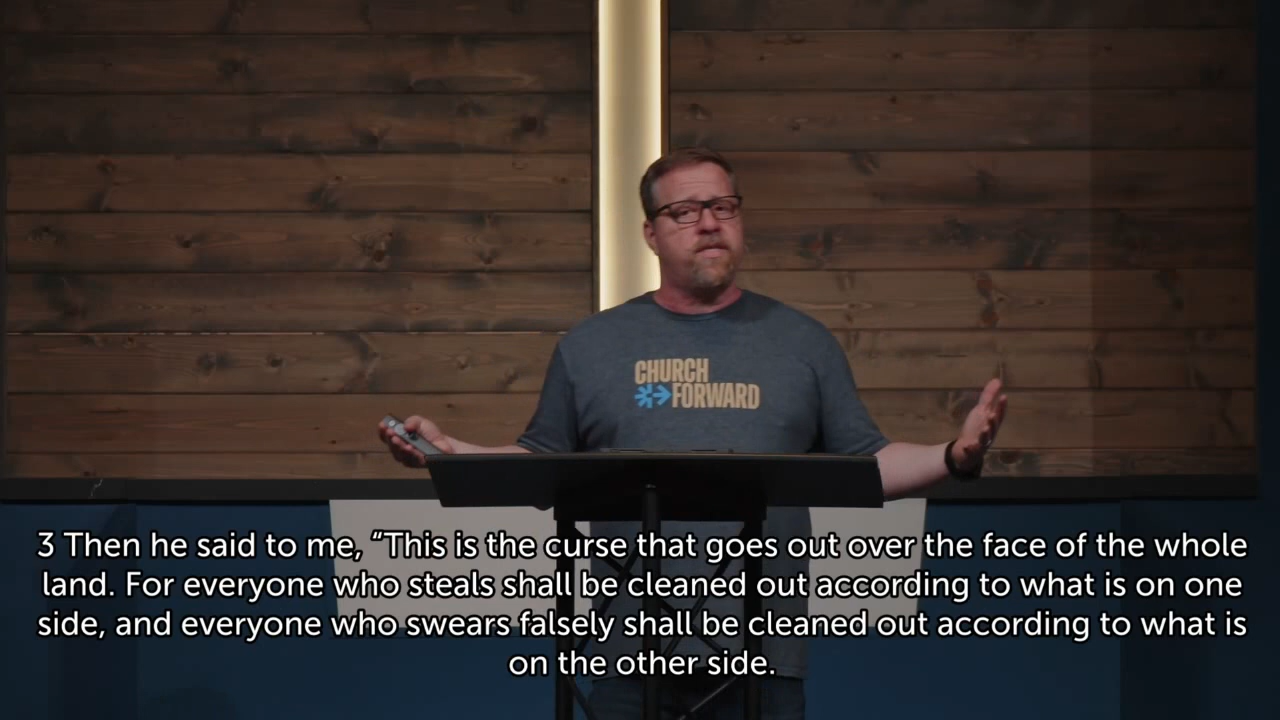 CHURCH
FORWARD
3 Then he said to me, “This is the curse that goes out over the face of the whole
land. For everyone who steals shall be cleaned out according to what is on one
side, and everyone who swears falsely shall be cleaned out according to what is
on the other side.